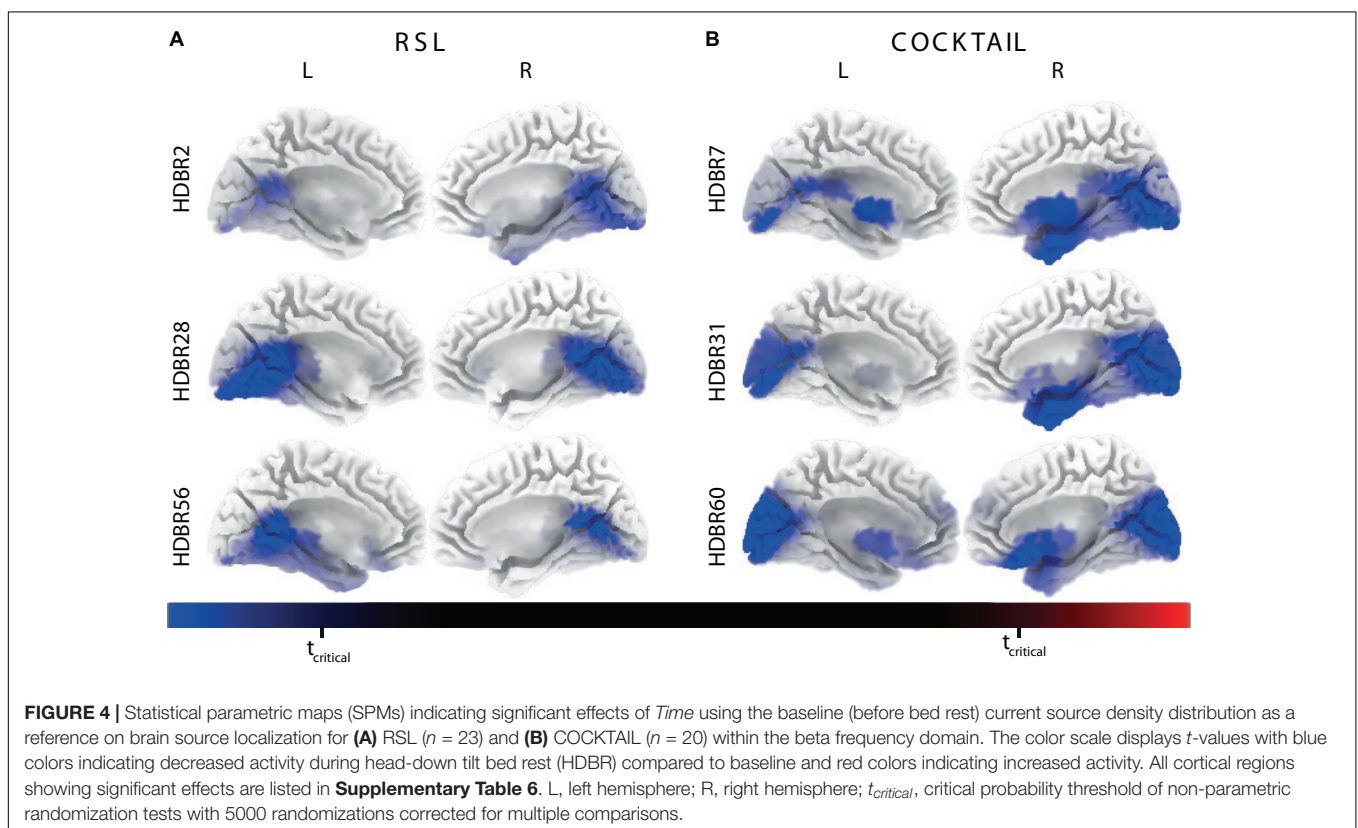 A RSL B COCKTAIL
L R L R
HDBR2 HDBR7
HDBR28 HDBR31
HDBR56 HDBR60
tcritical tcritical
FIGURE 4 | Statistical parametric maps (SPMs) indicating significant effects of Time using the baseline (before bed rest) current source density distribution as a
reference on brain source localization for (A) RSL (n = 23) and (B) COCKTAIL (n = 20) within the beta frequency domain. The color scale displays t-values with blue
colors indicating decreased activity during head-down tilt bed rest (HDBR) compared to baseline and red colors indicating increased activity. All cortical regions
showing significant effects are listed in Supplementary Table 6. L, left hemisphere; R, right hemisphere; tcritical, critical probability threshold of non-parametric
randomization tests with 5000 randomizations corrected for multiple comparisons.